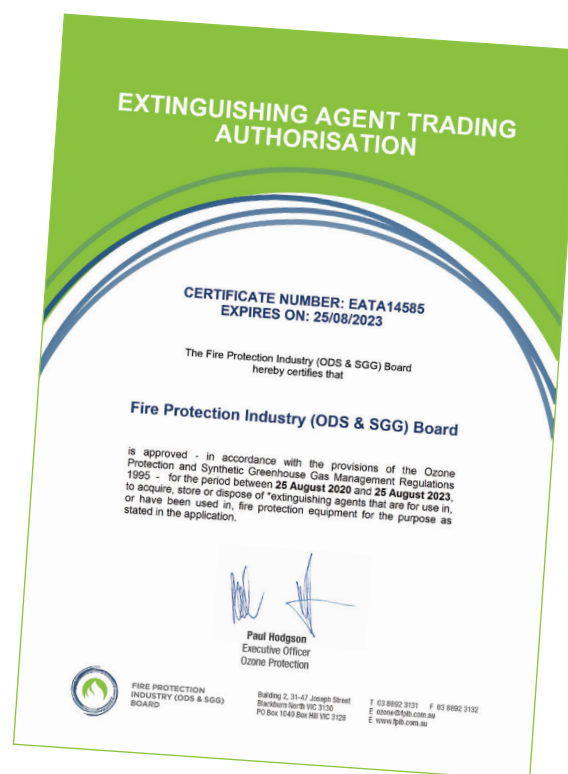 EXTINGUISHING AGENT TRADING
AUTHORISATION
CERTIFICATE NUMBER: EATA14585
EXPIRES ON: 25/08/2023
The Fire Protection Industry (ODS & SGG) Board
hereby certifies that
Fire Protection Industry (ODS & SGG) Board
is approved - in accordance with the provisions of the Ozone
Protection and Synthetic Greenhouse Gas Management Regulations
1995 - for the period between 25 August 2020 and 25 August 2023,
to acquire, store or dispose of *extinguishing agents that are for use in,
or have been used in, fire protection equipment for the purpose as
stated in the application.
Paul Hodgson
Executive Officer
Ozone Protection
FIRE PROTECTION
INDUSTRY (ODS & SGG)
BOARD
Building 2, 31-47 Joseph Street
Blackburn North VIC 3130
PO Box 1049 Box Hill VIC 3128
T 03 8892 3131 F 03 8892 3132
E ozone@fpib.com.au
E www.fpib.com.au